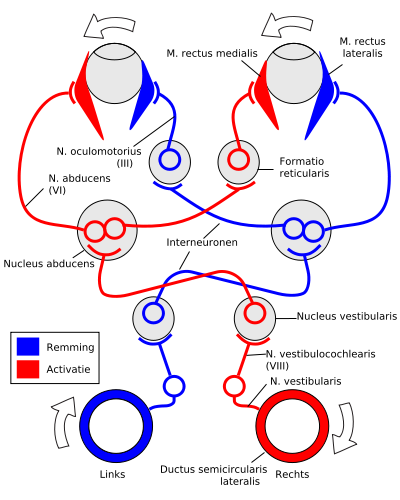 M. rectus medialis
M. rectus
lateralis
N. oculomotorius
(III)
Formatio
reticularis
N. abducens
(VI)
Interneuronen
Nucleus abducens
Nucleus vestibularis
Remming
Activatie
N. vestibulocochlearis
(VIII)
N. vestibularis
Ductus semicircularis
lateralis
Links
Rechts